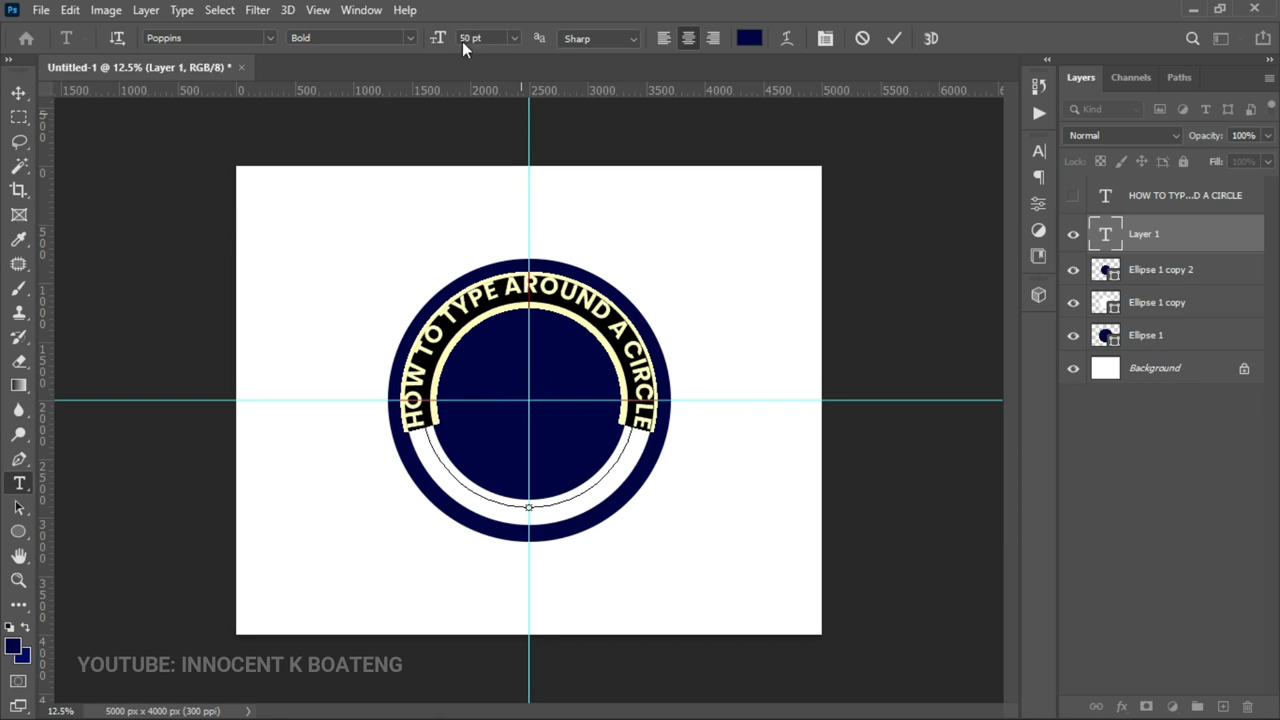 Ps File Edit Image Layer Type Select Filter 3D View Window Help
Poppins Bold 50 pt Sharp 3D
Untitled-1 @ 12.5% (Layer 1, RGB/8) *
1500 1000 500 0 500 1000 1500 2000 2500 3000 3500 4000 4500 5000 5500 6000
Layers Channels Paths
Kind
Normal Opacity: 100%
Lock: Fill: 100%
HOW TO TYP...D A CIRCLE
Layer 1
Ellipse 1 copy 2
Ellipse 1 copy
Ellipse 1
Background
HOW TO TYPE AROUND A CIRCLE
YOUTUBE: INNOCENT K BOATENG
12.5% 5000 px x 4000 px (300 ppi)